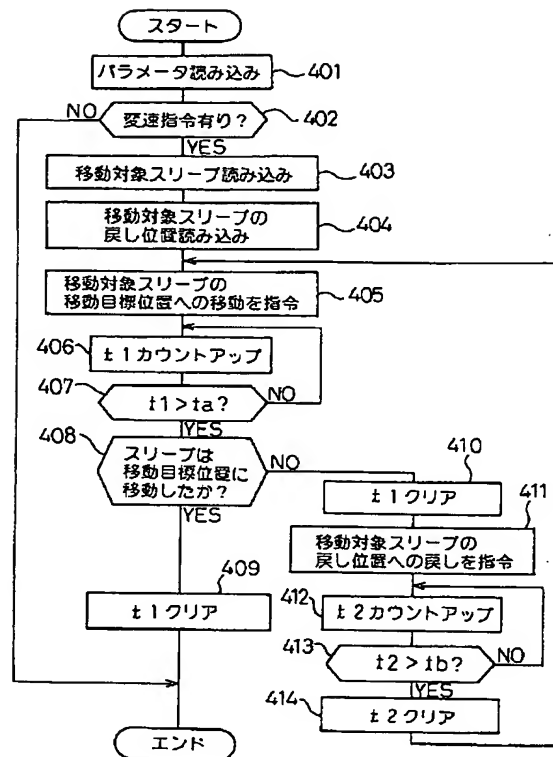 スタート
パラメータ読み込み
401
変速指令有り?
402
NO
YES
移動対象スリーブ読み込み
403
移動対象スリーブの
戻し位置読み込み
404
移動対象スリーブの
移動目標位置への移動を指令
405
406
t1カウントアップ
407
t1>ta?
NO
YES
408
スリーブは
移動目標位置に
移動したか?
NO
YES
409
t1クリア
410
t1クリア
411
移動対象スリーブの
戻し位置への戻しを指令
412
t2カウントアップ
413
t2>tb?
NO
YES
414
t2クリア
エンド